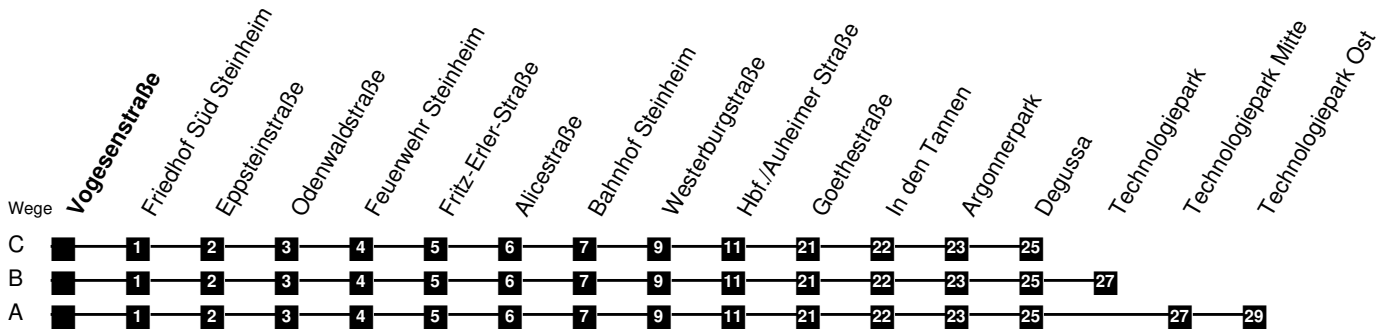 Vogesenstraße
Friedhof Süd Steinheim
Eppsteinstraße
Odenwaldstraße
Feuerwehr Steinheim
Fritz-Erler-Straße
Alicestraße
Bahnhof Steinheim
Westerburgstraße
Hbf./Auheimer Straße
Goethestraße
In den Tannen
Argonnerpark
Degussa
Technologiepark
Technologiepark Mitte
Technologiepark Ost
Wege
C 1 2 3 4 5 6 7 9 11 21 22 23 25
B 1 2 3 4 5 6 7 9 11 21 22 23 25 27
A 1 2 3 4 5 6 7 9 11 21 22 23 25 27 29